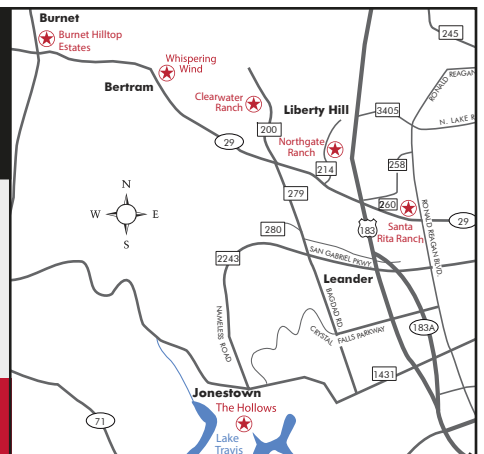 Burnet
Burnet Hilltop
Estates
245
Whispering
Wind
RONALD REAGAN
Bertram
Clearwater
Ranch
Liberty Hill
3405
N. LAKE
200
29
Northgate
Ranch
214
258
279
260
N
W E
S
Santa
Rita Ranch
29
183
280
RONALD REAGAN BLVD.
SAN GABRIEL PKWY.
2243
Leander
BAGDAD RD.
NAMELESS ROAD
CRYSTAL FALLS PARKWAY
183A
1431
Jonestown
The Hollows
71
Lake
Travis